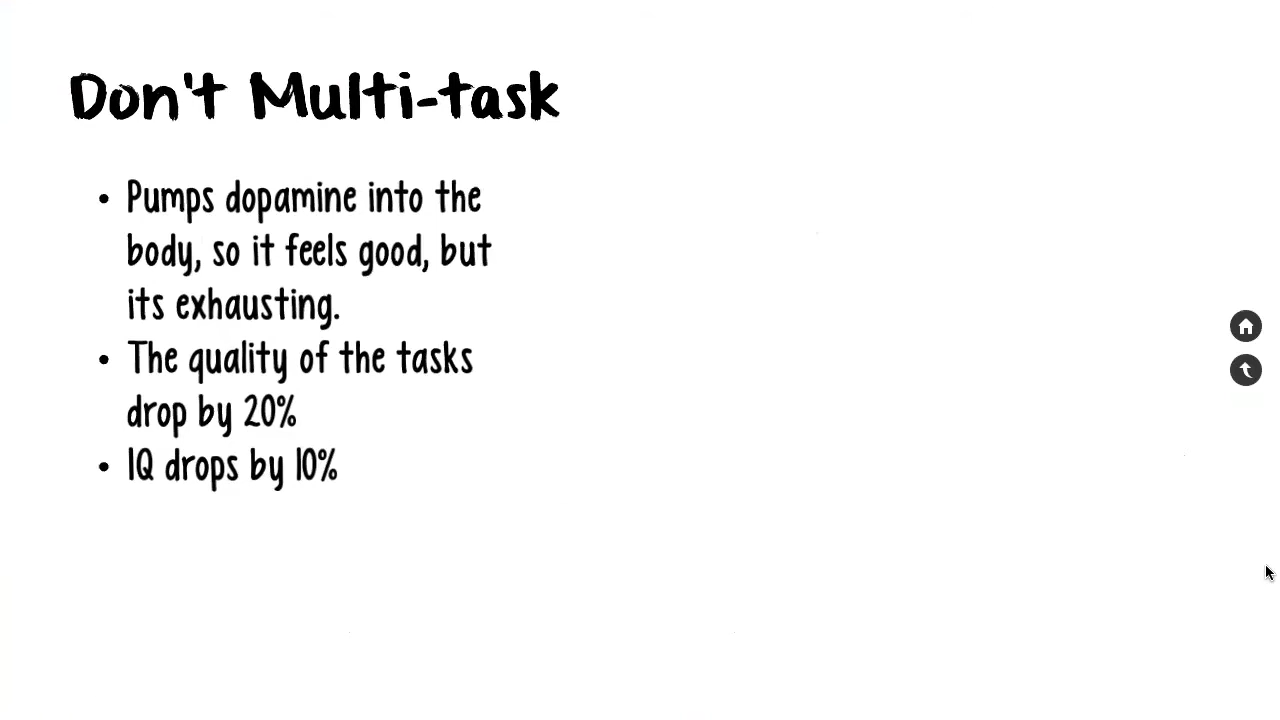 Don't Multi-task
• Pumps dopamine into the
body, so it feels good, but
its exhausting.
• The quality of the tasks
drop by 20%
• IQ drops by 10%